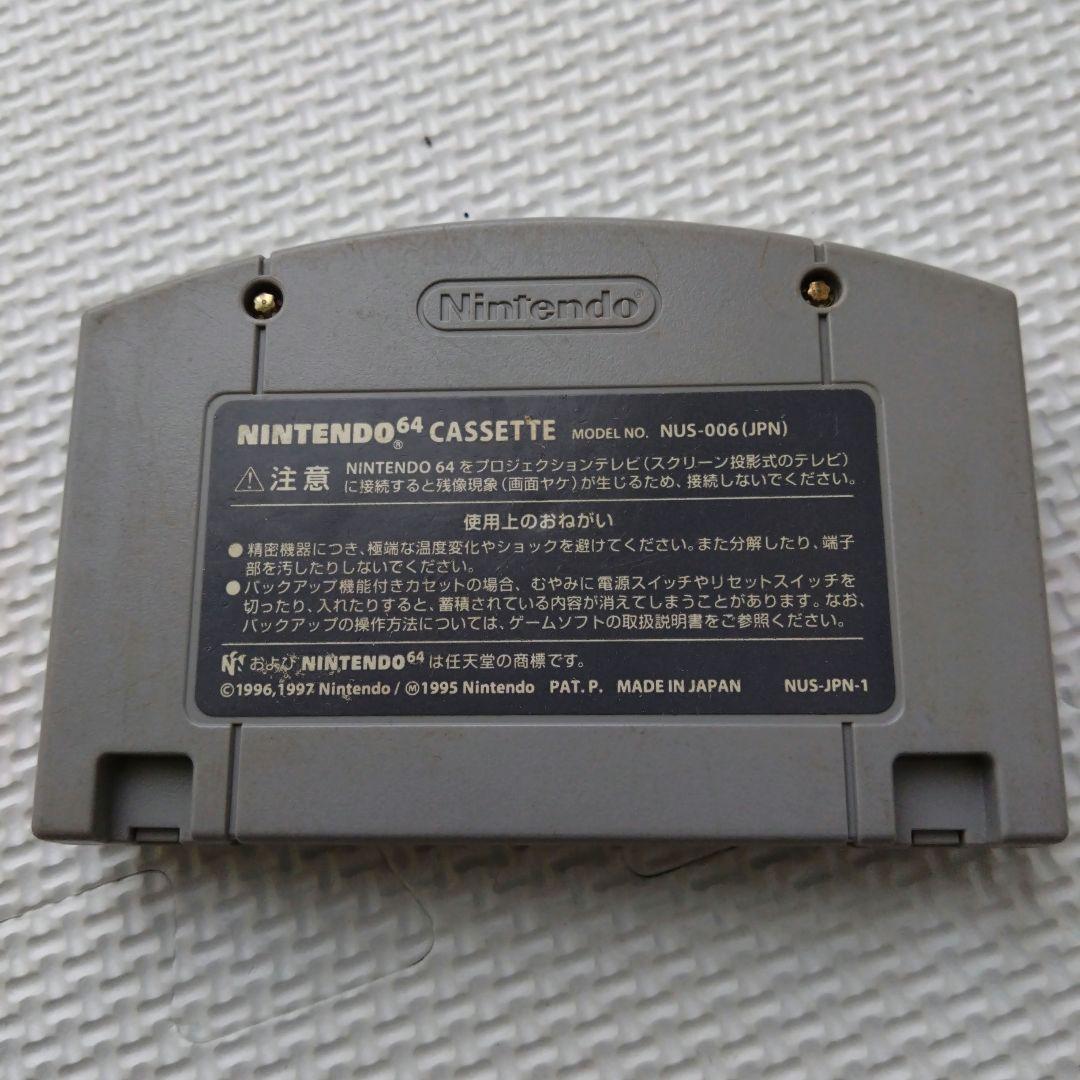 Nintendo®
NINTENDO64® CASSETTE MODEL NO. NUS-006(JPN)
⚠注意 NINTENDO 64をプロジェクションテレビ(スクリーン投影式のテレビ)
に接続すると残像現象(画面ヤケ)が生じるため、接続しないでください。
使用上のおねがい
●精密機器につき、極端な温度変化やショックを避けてください。また分解したり、端子
部を汚したりしないでください。
●バックアップ機能付きカセットの場合、むやみに電源スイッチやリセットスイッチを
切ったり、入れたりすると、蓄積されている内容が消えてしまうことがあります。なお、
バックアップの操作方法については、ゲームソフトの取扱説明書をご参照ください。
および NINTENDO64は任天堂の商標です。
©1996,1997 Nintendo/Ⓜ1995 Nintendo PAT. P. MADE IN JAPAN NUS-JPN-1